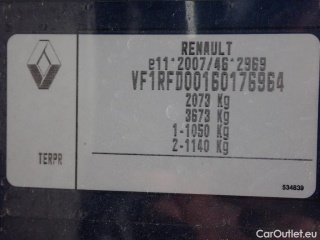 RENAULT
e11*2007/46*2969
VF1RFD00160176964
2073 Kg
3673 Kg
1-1050 Kg
2-1140 Kg
TERPR
534839
CarOutlet.eu